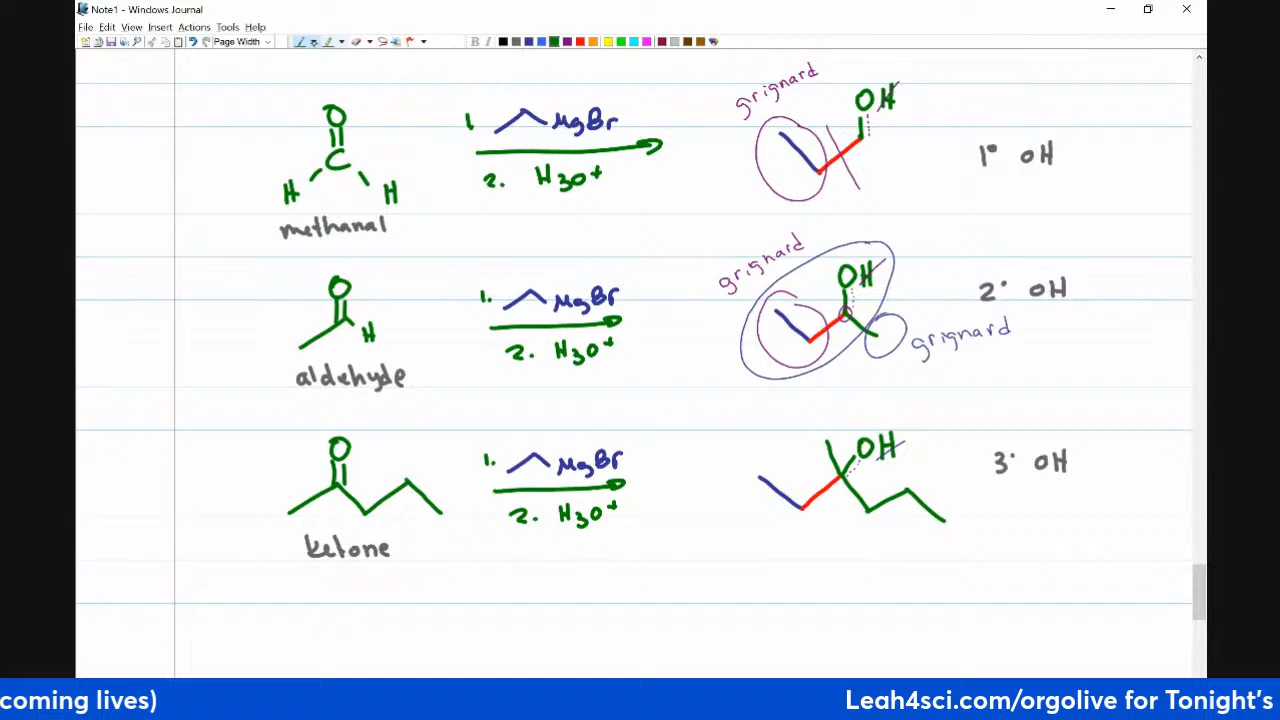 Note1 - Windows Journal
File Edit View Insert Actions Tools Help
Page Width
B I
O
C
H H
methanal
1. MgBr
2. H3O+
grignard
OH
1° OH
O
H
aldehyde
1. MgBr
2. H3O+
grignard
OH
grignard
2° OH
O
ketone
1. MgBr
2. H3O+
OH
3° OH
coming lives)
Leah4sci.com/orgolive for Tonight's